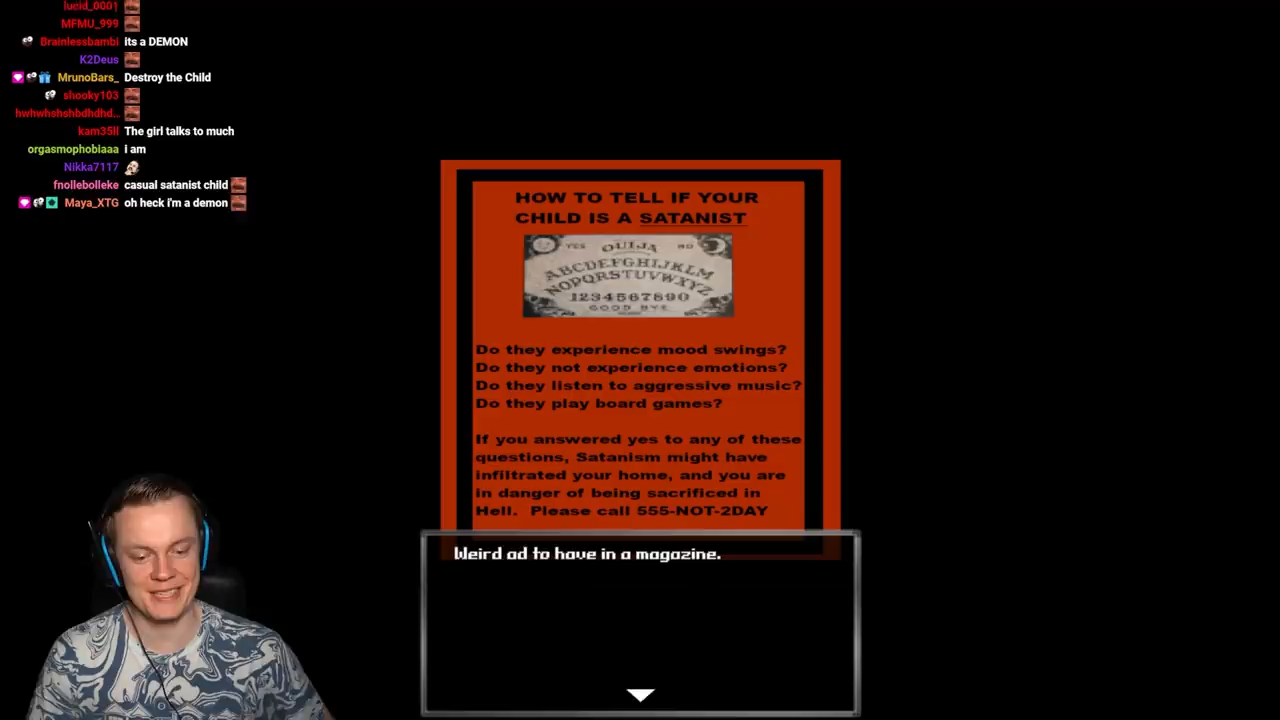 lucid_0001
MFMU_999
Brainlessbambi its a DEMON
K2Deus
MrunoBars_ Destroy the Child
shooky103
hwhwhshshbdhdhd..
kam35ll The girl talks to much
orgasmophobiaaa i am
Nikka7117
fnollebolleke casual satanist child
Maya_XTG oh heck i'm a demon
HOW TO TELL IF YOUR
CHILD IS A SATANIST
YES OUIJA NO
ABCDEFGHIJKLM
NOPQRSTUVWXYZ
1234567890
GOOD BYE
Do they experience mood swings?
Do they not experience emotions?
Do they listen to aggressive music?
Do they play board games?
If you answered yes to any of these
questions, Satanism might have
infiltrated your home, and you are
in danger of being sacrificed in
Hell. Please call 555-NOT-2DAY
Weird ad to have in a magazine.